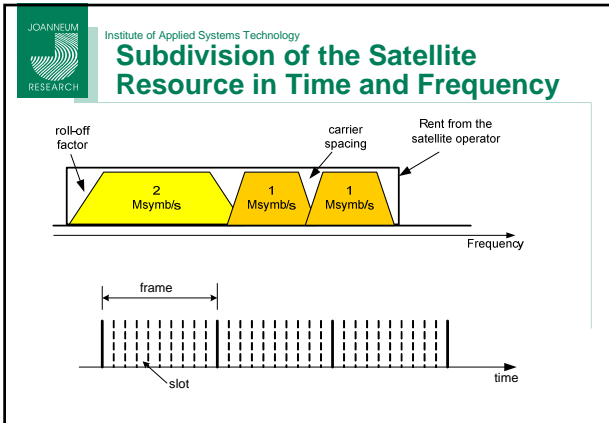 JOANNEUM
RESEARCH
Institute of Applied Systems Technology
Subdivision of the Satellite
Resource in Time and Frequency
roll-off
factor
carrier
spacing
Rent from the
satellite operator
2
Msymb/s
1
Msymb/s
1
Msymb/s
Frequency
frame
slot
time